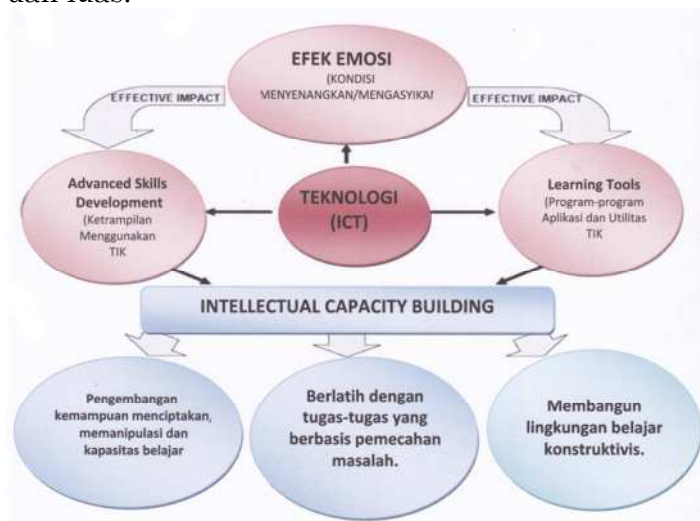 dan luas.
EFEK EMOSI
(KONDISI
MENYENANGKAN/MENGASYIKAN
EFFECTIVE IMPACT
EFFECTIVE IMPACT
Advanced Skills
Development
(Ketrampilan
Menggunakan
TIK
TEKNOLOGI
(ICT)
Learning Tools
(Program-program
Aplikasi dan Utilitas
TIK
INTELLECTUAL CAPACITY BUILDING
Pengembangan
kemampuan menciptakan,
memanipulasi dan
kapasitas belajar
Berlatih dengan
tugas-tugas yang
berbasis pemecahan
masalah.
Membangun
lingkungan belajar
konstruktivis.